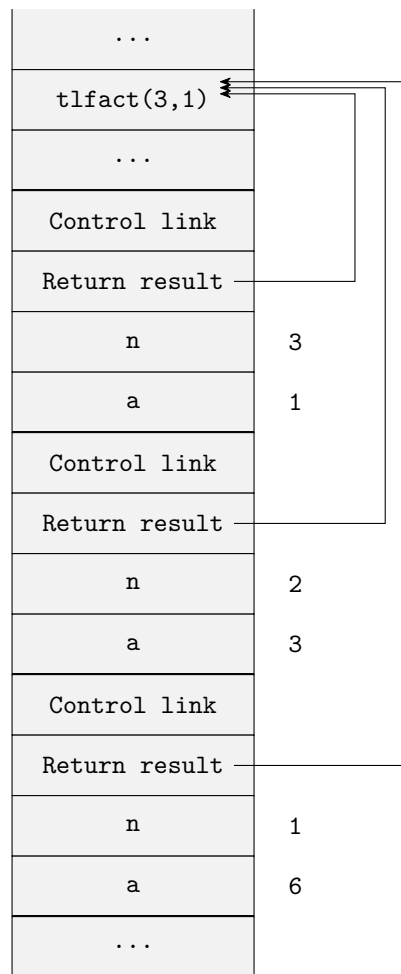 ...
tlfact(3,1)
...
Control link
Return result
n 3
a 1
Control link
Return result
n 2
a 3
Control link
Return result
n 1
a 6
...